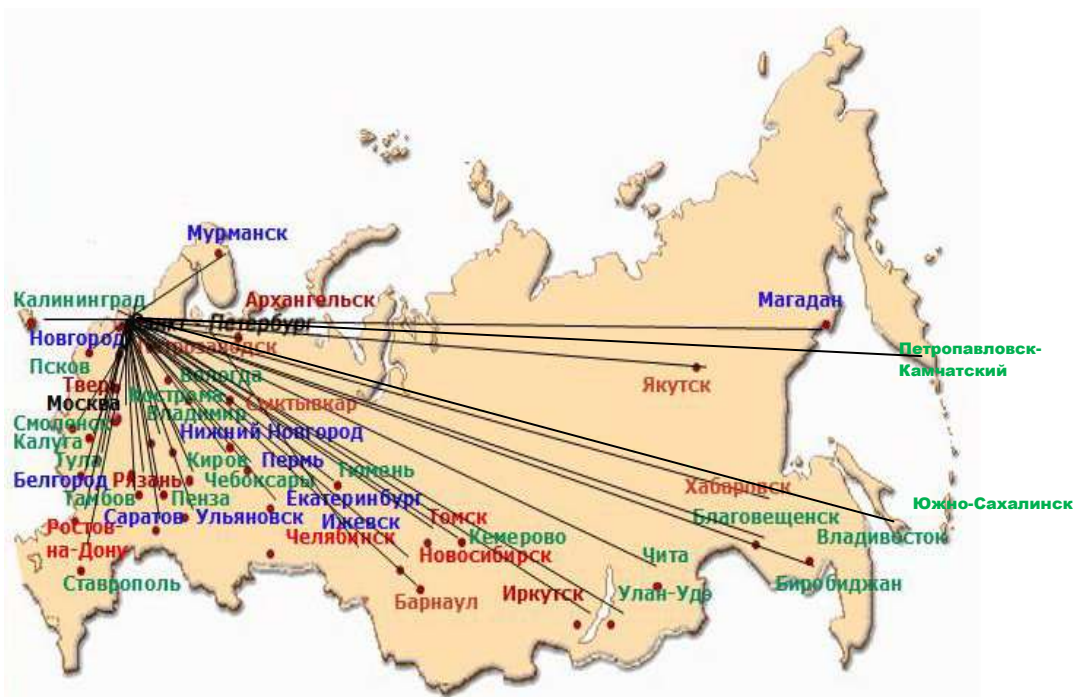 Мурманск
Калининград
Архангельск
Магадан
Санкт - Петербург
Новгород
Петрозаводск
Петропавловск-
Камчатский
Псков
Вологда
Якутск
Тверь
Кострома
Сыктывкар
Москва
Владимир
Смоленск
Нижний Новгород
Калуга
Тула
Киров
Пермь
Тюмень
Белгород
Рязань
Чебоксары
Хабаровск
Тамбов
Пенза
Екатеринбург
Южно-Сахалинск
Саратов
Ульяновск
Ижевск
Томск
Благовещенск
Ростов-
на-Дону
Челябинск
Кемерово
Владивосток
Новосибирск
Чита
Ставрополь
Барнаул
Иркутск
Улан-Удэ
Биробиджан